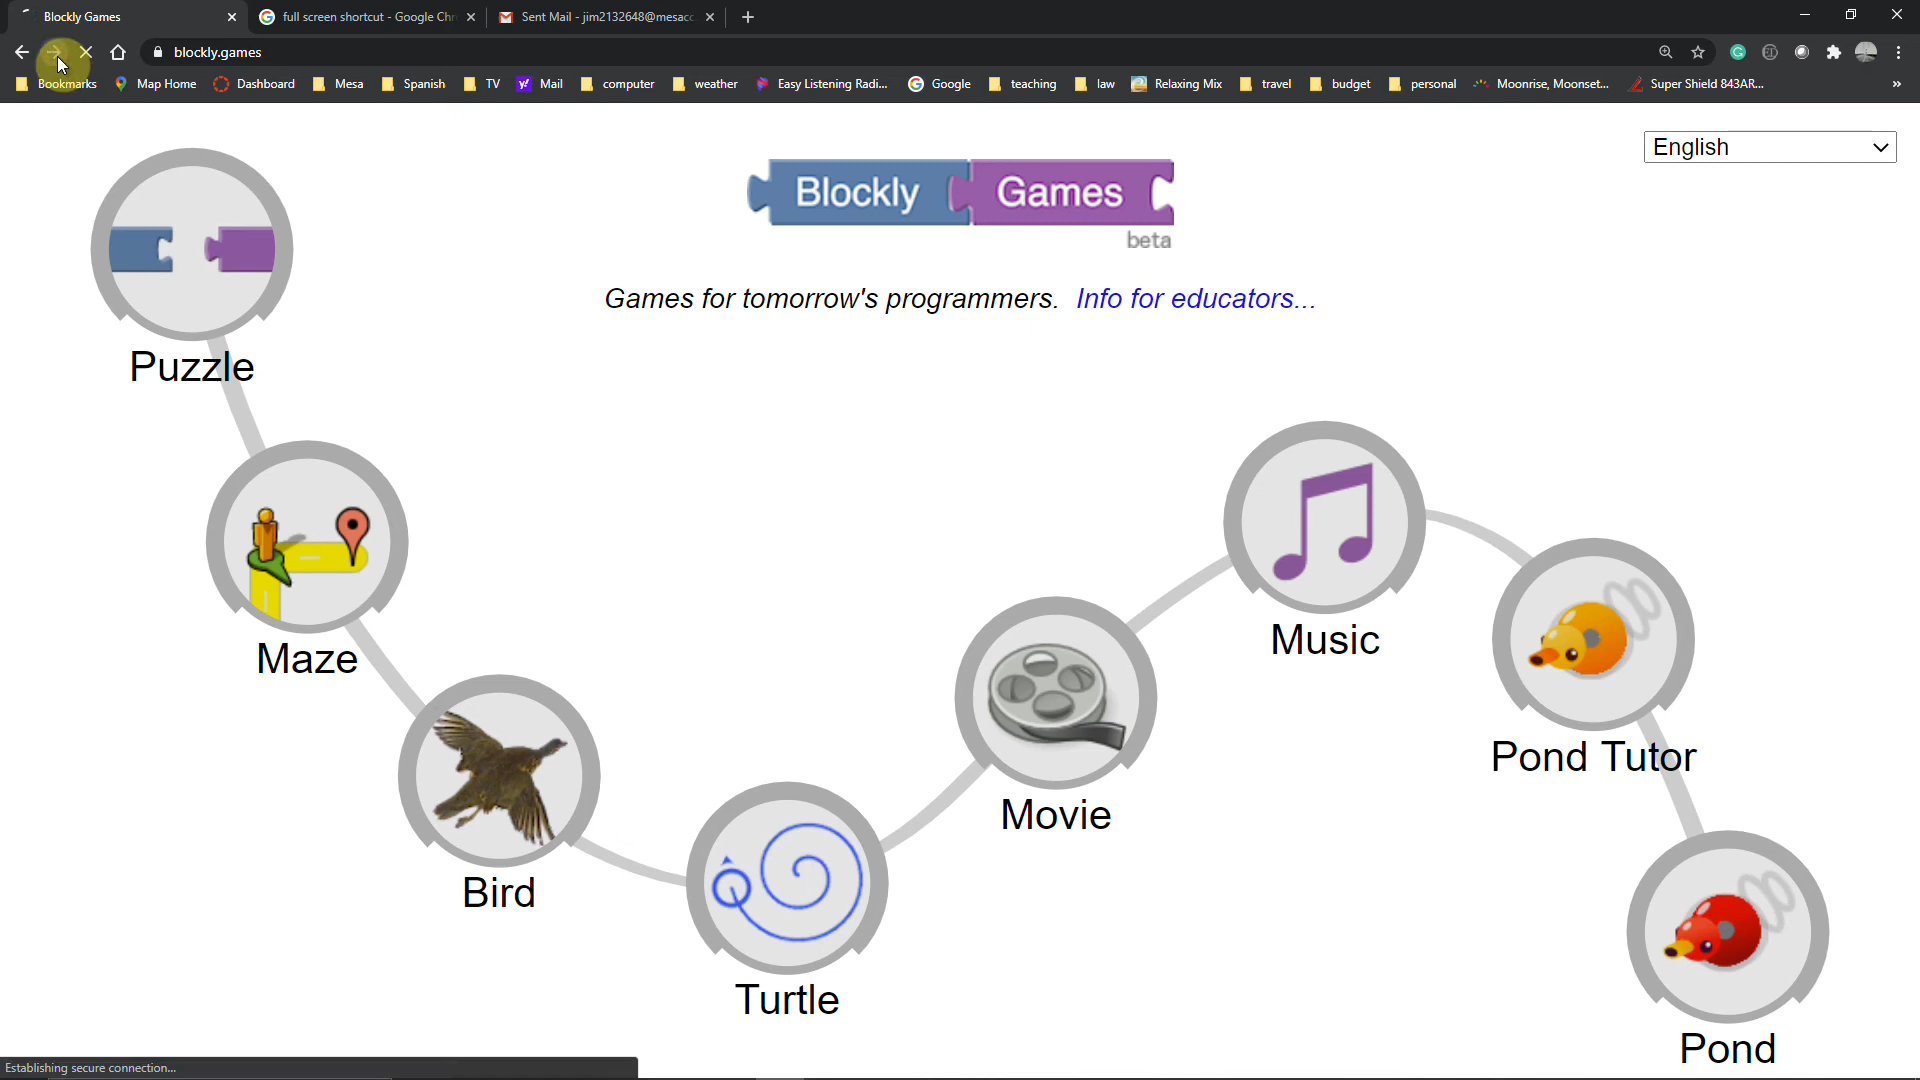 Blockly Games
full screen shortcut - Google Chr
Sent Mail - jim2132648@mesacc
blockly.games
Bookmarks
Map Home
Dashboard
Mesa
Spanish
TV
Mail
computer
weather
Easy Listening Radi...
Google
teaching
law
Relaxing Mix
travel
budget
personal
Moonrise, Moonset...
Super Shield 843AR...
»
English
Blockly Games
beta
Games for tomorrow's programmers. Info for educators...
Puzzle
Maze
Bird
Turtle
Movie
Music
Pond Tutor
Pond
Establishing secure connection...